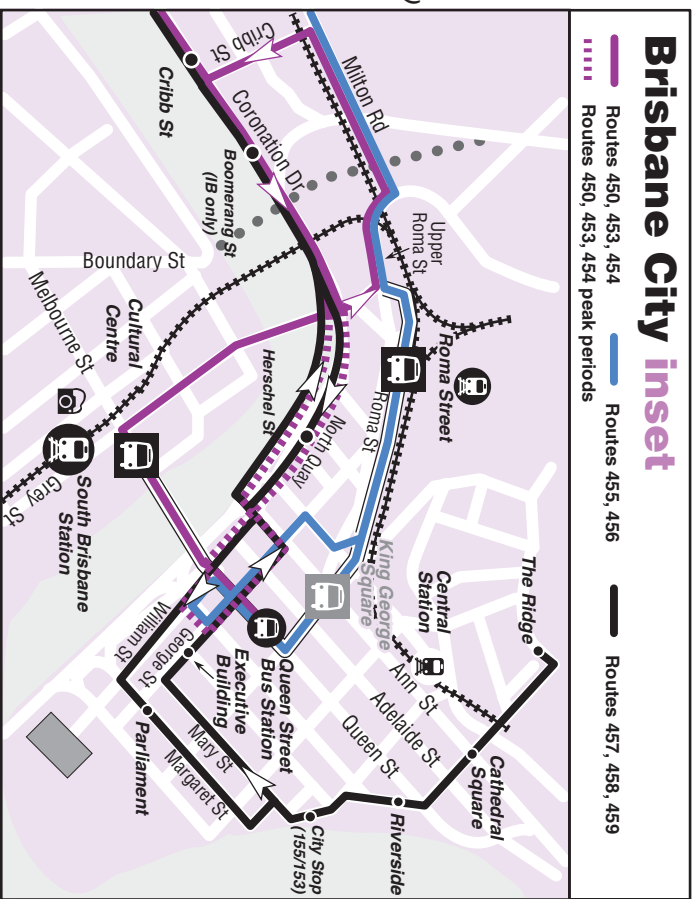 Brisbane City inset
Routes 450, 453, 454
Routes 455, 456
Routes 457, 458, 459
Routes 450, 453, 454 peak periods
Cribb St
Milton Rd
Cribb St
Coronation Dr
Boomerang St
(IB only)
Upper
Roma St
Boundary St
Melbourne St
Cultural
Centre
Herschel St
North Quay
Roma St
Roma Street
Grey St
South Brisbane
Station
King George
Square
Central
Station
The Ridge
Ann St
Adelaide St
Queen St
Cathedral
Square
William St
George St
Executive
Building
Queen Street
Bus Station
Mary St
Margaret St
Parliament
City Stop
(155/153)
Riverside